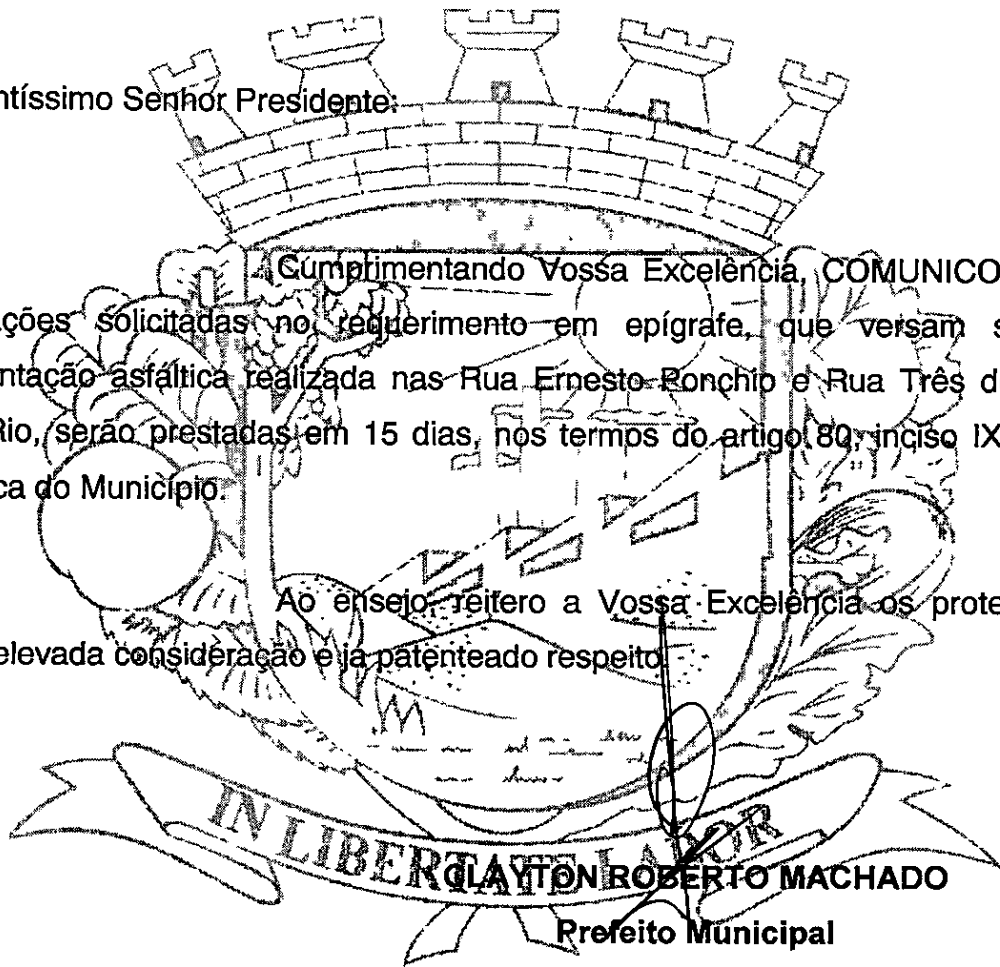 ntíssimo Senhor Presidente:
Cumprimentando Vossa Excelência, COMUNICO
ações solicitadas no requerimento em epígrafe, que versam s
ntação asfáltica realizada nas Rua Ernesto Ponchio e Rua Três d
Rio, serão prestadas em 15 dias, nos termos do artigo 80, inciso IX
ca do Município.
Ao ensejo, reitero a Vossa Excelência os prote
elevada consideração e já patenteado respeito.
IN LIBERTATE LABOR
CLAYTON ROBERTO MACHADO
Prefeito Municipal